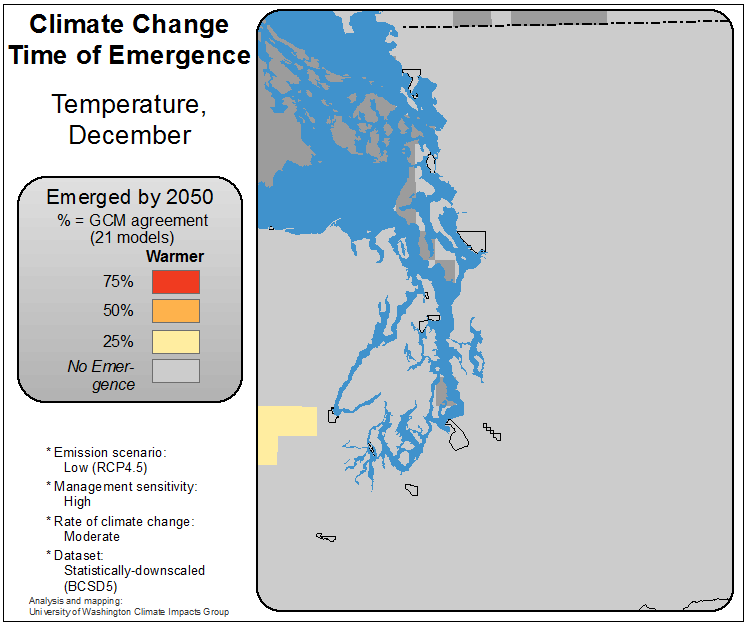 Climate Change
Time of Emergence
Temperature,
December
Emerged by 2050
% = GCM agreement
(21 models)
Warmer
75%
50%
25%
No Emer-
gence
* Emission scenario:
Low (RCP4.5)
* Management sensitivity:
High
* Rate of climate change:
Moderate
* Dataset:
Statistically-downscaled
(BCSD5)
Analysis and mapping:
University of Washington Climate Impacts Group